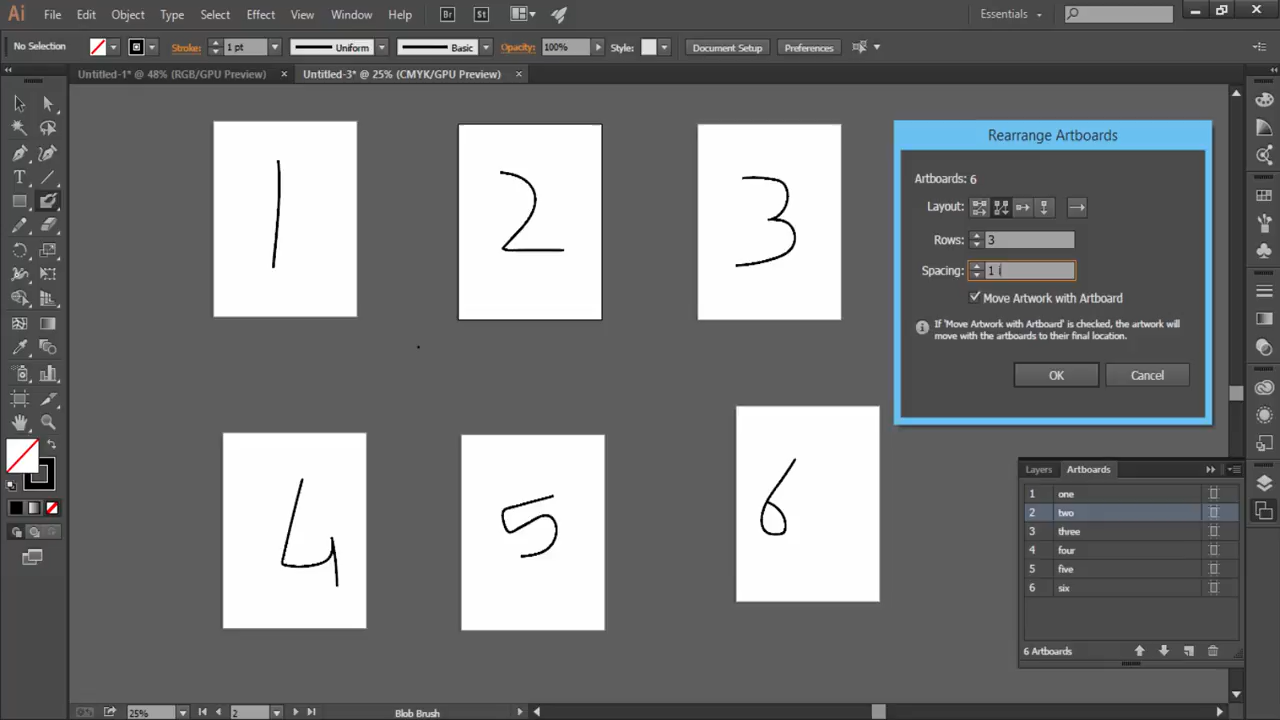 Ai File Edit Object Type Select Effect View Window Help Br St Essentials
No Selection Stroke: 1 pt Uniform Basic Opacity: 100% Style: Document Setup Preferences
Untitled-1* @ 48% (RGB/GPU Preview) × Untitled-3* @ 25% (CMYK/GPU Preview) ×
1 2 3
4 5 6
Rearrange Artboards
Artboards: 6
Layout:
Rows: 3
Spacing: 1 i
Move Artwork with Artboard
If 'Move Artwork with Artboard' is checked, the artwork will
move with the artboards to their final location.
OK Cancel
Layers Artboards
1 one
2 two
3 three
4 four
5 five
6 six
6 Artboards
25% 2 Blob Brush